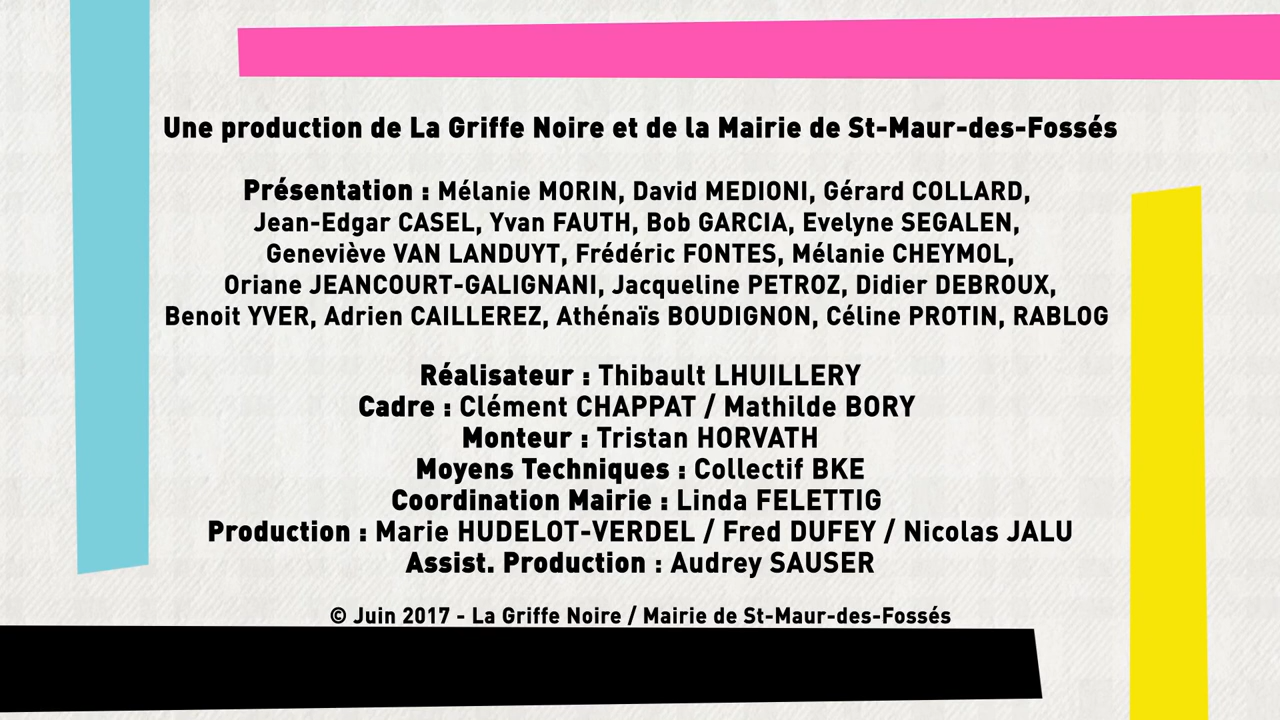 Une production de La Griffe Noire et de la Mairie de St-Maur-des-Fossés
Présentation : Mélanie MORIN, David MEDIONI, Gérard COLLARD,
Jean-Edgar CASEL, Yvan FAUTH, Bob GARCIA, Evelyne SEGALEN,
Geneviève VAN LANDUYT, Frédéric FONTES, Mélanie CHEYMOL,
Oriane JEANCOURT-GALIGNANI, Jacqueline PETROZ, Didier DEBROUX,
Benoit YVER, Adrien CAILLEREZ, Athénaïs BOUDIGNON, Céline PROTIN, RABLOG
Réalisateur : Thibault LHUILLERY
Cadre : Clément CHAPPAT / Mathilde BORY
Monteur : Tristan HORVATH
Moyens Techniques : Collectif BKE
Coordination Mairie : Linda FELETTIG
Production : Marie HUDELOT-VERDEL / Fred DUFEY / Nicolas JALU
Assist. Production : Audrey SAUSER
© Juin 2017 - La Griffe Noire / Mairie de St-Maur-des-Fossés